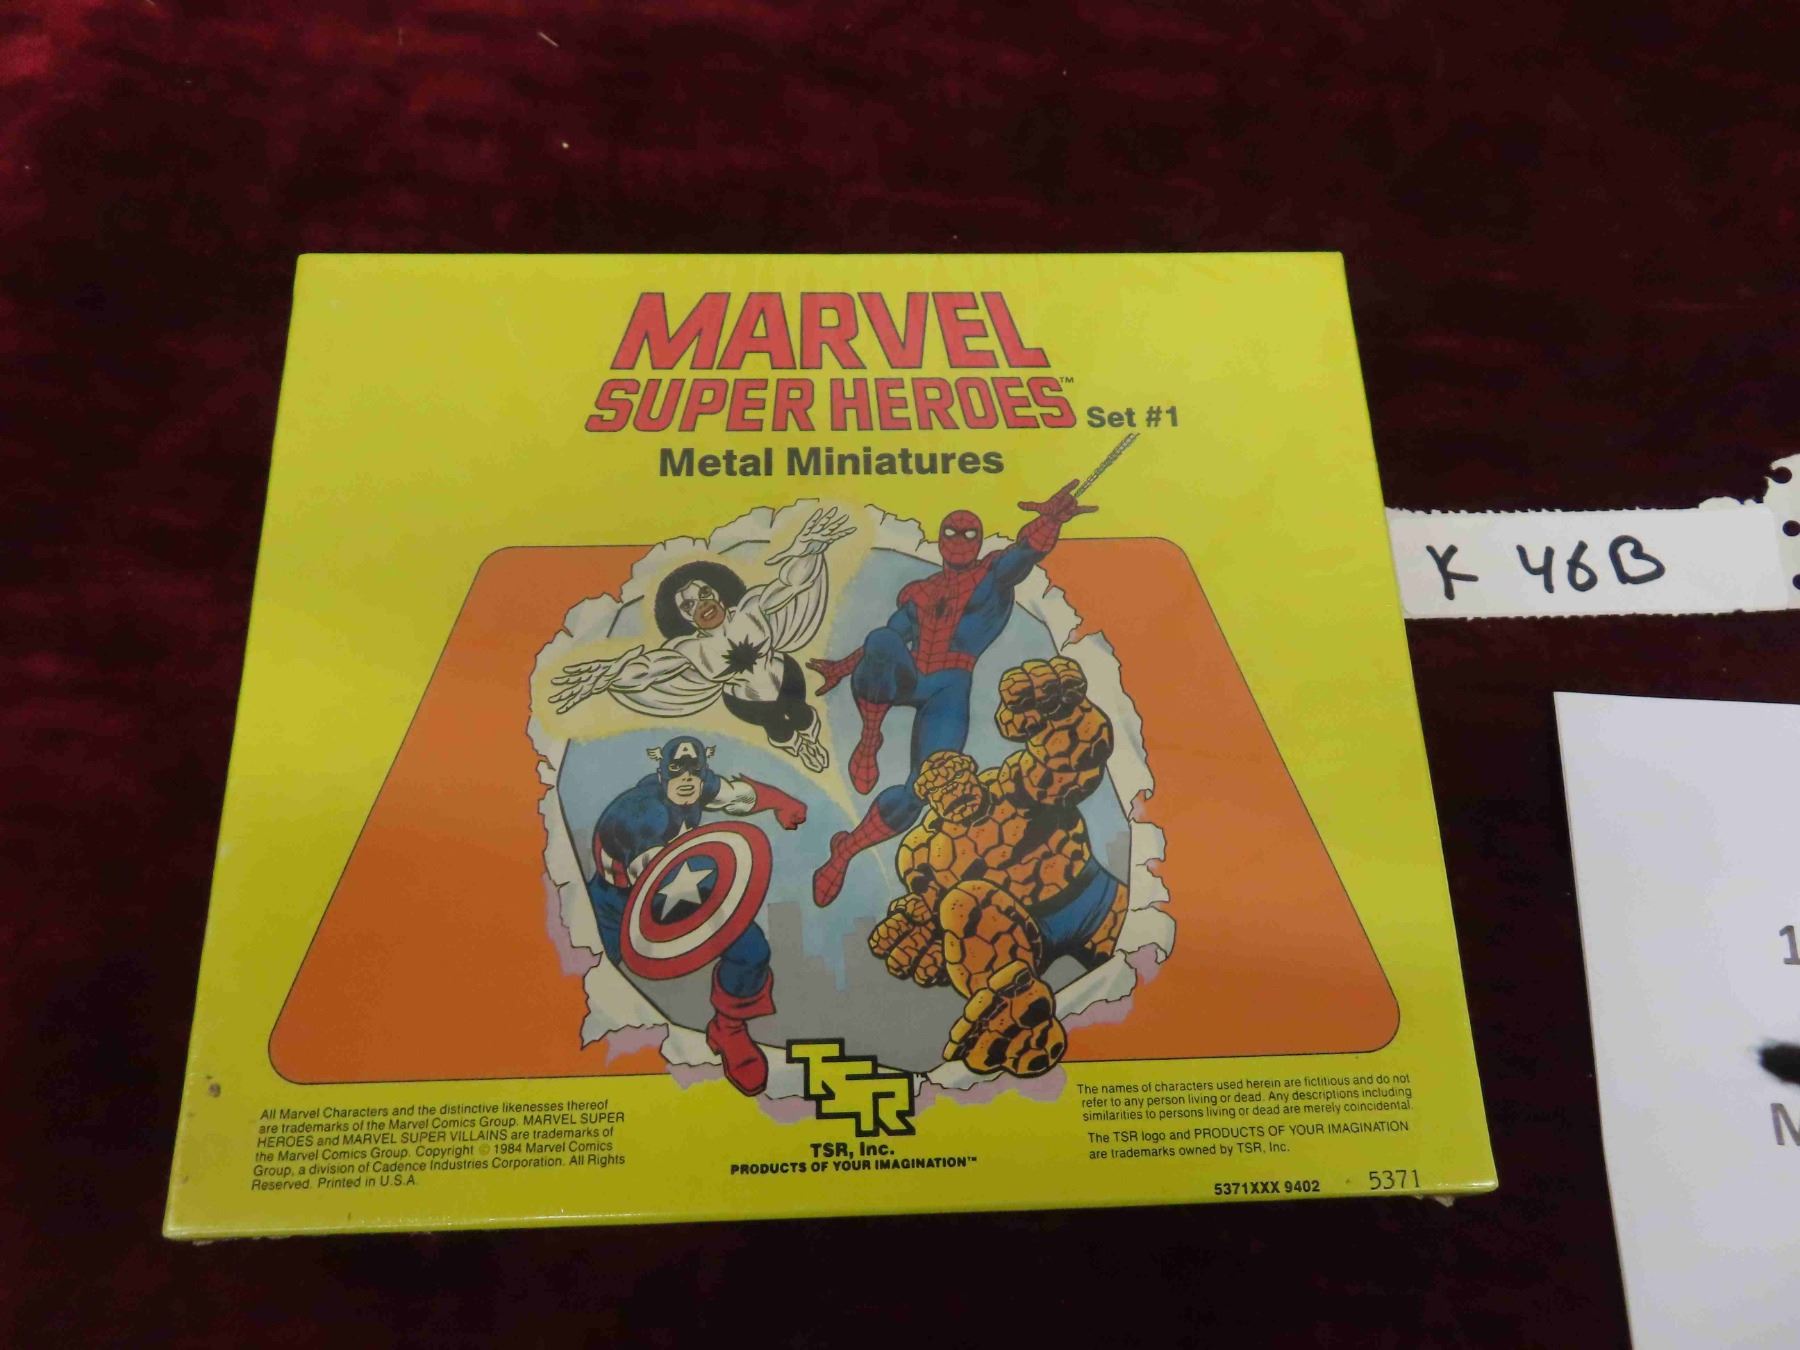 MARVEL
SUPER HEROES™ Set #1
Metal Miniatures
K 46B
A
1
M
TSR™
TSR, Inc.
PRODUCTS OF YOUR IMAGINATION™
All Marvel Characters and the distinctive likenesses thereof
are trademarks of the Marvel Comics Group. MARVEL SUPER
HEROES and MARVEL SUPER VILLAINS are trademarks of
the Marvel Comics Group. Copyright © 1984 Marvel Comics
Group, a division of Cadence Industries Corporation. All Rights
Reserved. Printed in U.S.A.
The names of characters used herein are fictitious and do not
refer to any person living or dead. Any descriptions including
similarities to persons living or dead are merely coincidental.
The TSR logo and PRODUCTS OF YOUR IMAGINATION
are trademarks owned by TSR, Inc.
5371XXX 9402 5371